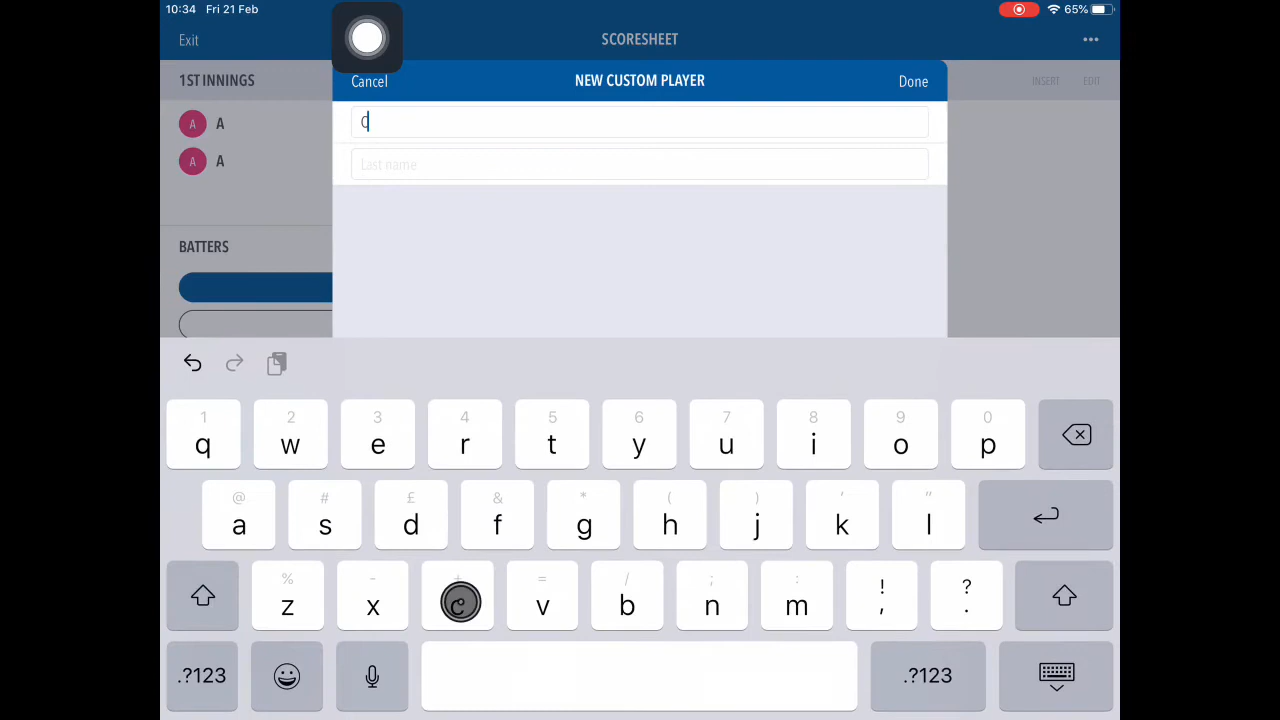 10:34 Fri 21 Feb 65%
Exit SCORESHEET •••
1ST INNINGS INSERT EDIT
Cancel NEW CUSTOM PLAYER Done
A A
C
A A
Last name
BATTERS
1 2 3 4 5 6 7 8 9 0
q w e r t y u i o p
@ # £ & * ( ) ' "
a s d f g h j k l
% - + = / ; : ! ?
z x c v b n m , .
.?123 .?123